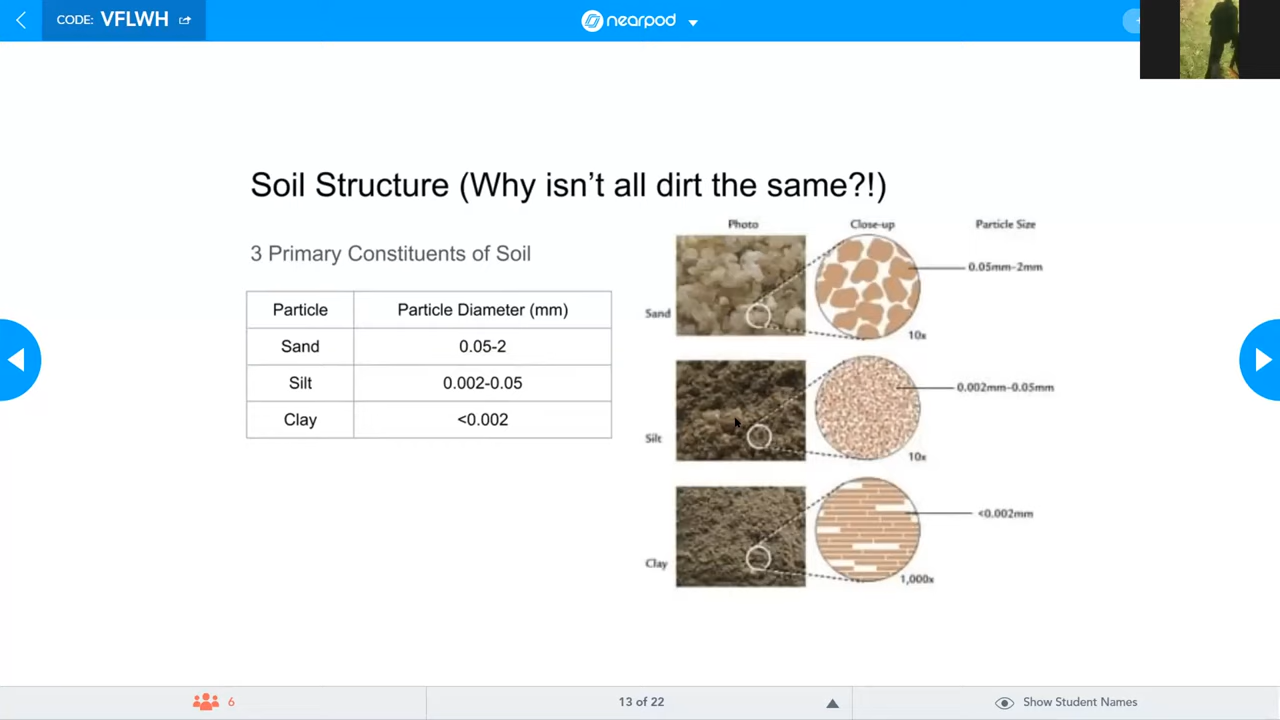 CODE: VFLWH
nearpod
Soil Structure (Why isn't all dirt the same?!)
3 Primary Constituents of Soil
Particle Particle Diameter (mm)
Sand 0.05-2
Silt 0.002-0.05
Clay <0.002
Photo Close-up Particle Size
0.05mm-2mm
Sand
10x
0.002mm-0.05mm
Silt
10x
<0.002mm
Clay
1,000x
6
13 of 22
Show Student Names